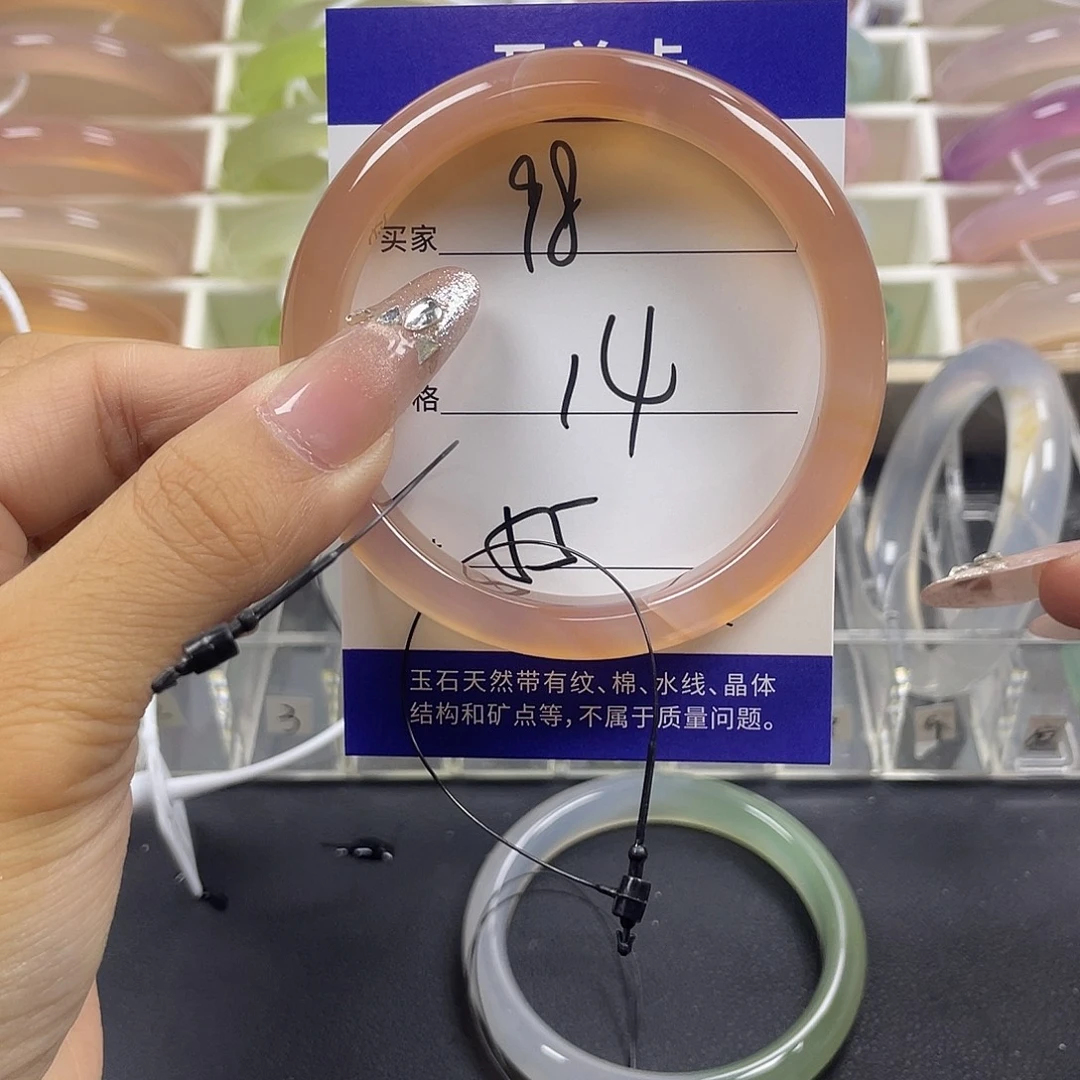 买家 98
格 14
玉石天然带有纹、棉、水线、晶体
结构和矿点等，不属于质量问题。
3